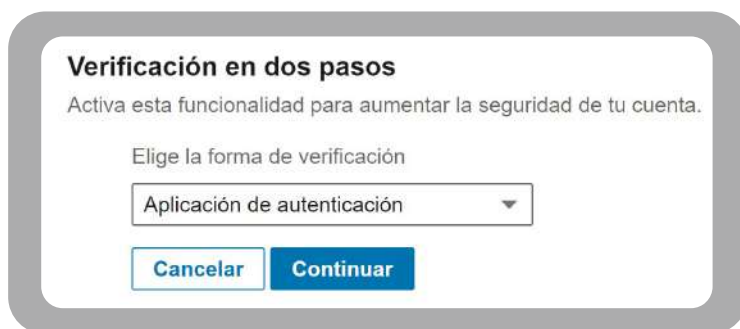 Verificación en dos pasos
Activa esta funcionalidad para aumentar la seguridad de tu cuenta.
Elige la forma de verificación
Aplicación de autenticación
Cancelar Continuar